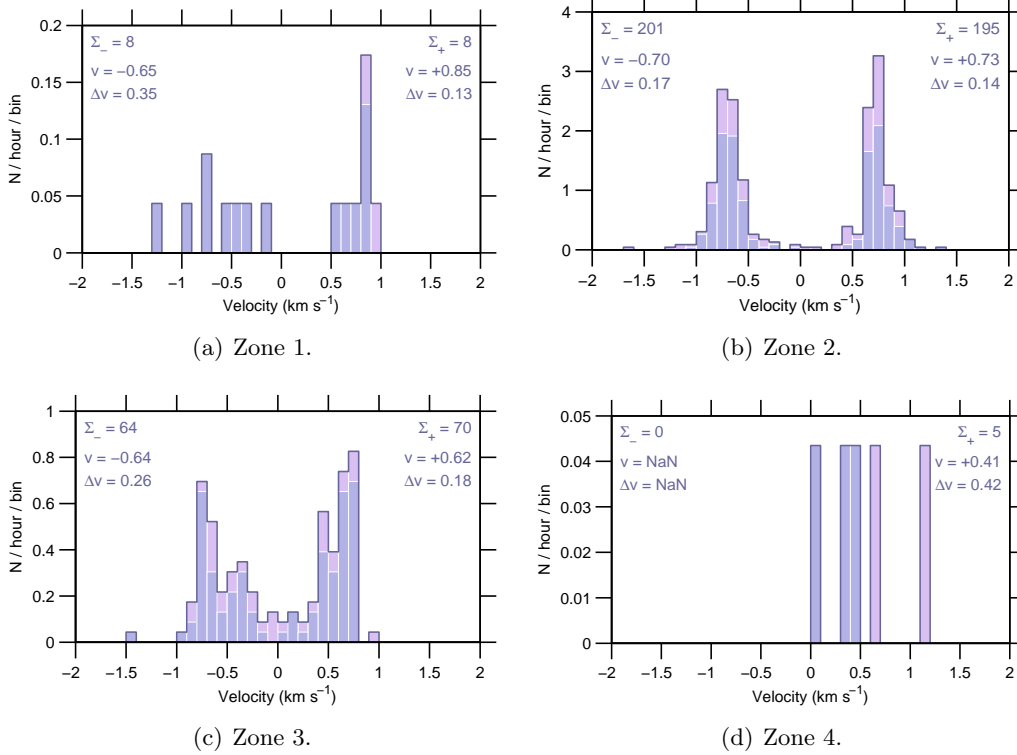 0.2
0.15
0.1
0.05
0
N / hour / bin
Σ− = 8
v = −0.65
Δv 0.35
Σ+ = 8
v = +0.85
Δv = 0.13
−2 −1.5 −1 −0.5 0 0.5 1 1.5 2
Velocity (km s−1)
(a) Zone 1.
4
3
2
1
0
N / hour / bin
Σ− = 201
v = −0.70
Δv 0.17
Σ+ = 195
v = +0.73
Δv = 0.14
−2 −1.5 −1 −0.5 0 0.5 1 1.5 2
Velocity (km s−1)
(b) Zone 2.
1
0.8
0.6
0.4
0.2
0
N / hour / bin
Σ− = 64
v = −0.64
Δv = 0.26
Σ+ = 70
v = +0.62
Δv = 0.18
−2 −1.5 −1 −0.5 0 0.5 1 1.5 2
Velocity (km s−1)
(c) Zone 3.
0.05
0.04
0.03
0.02
0.01
0
N / hour / bin
Σ− = 0
v = NaN
Δv = NaN
Σ+ = 5
v = +0.41
Δv = 0.42
−2 −1.5 −1 −0.5 0 0.5 1 1.5 2
Velocity (km s−1)
(d) Zone 4.